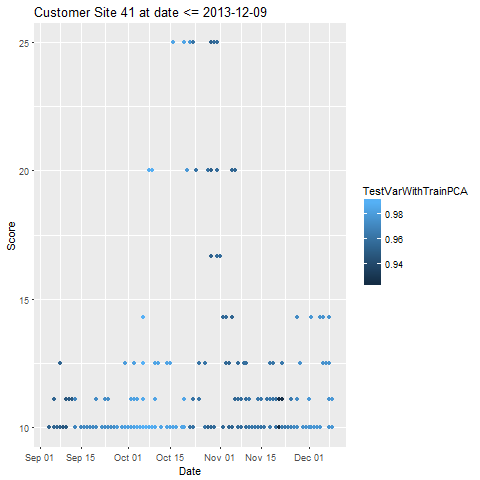 Customer Site 41 at date <= 2013-12-09
25
20
15
10
Score
Sep 01 Sep 15 Oct 01 Oct 15 Nov 01 Nov 15 Dec 01
Date
TestVarWithTrainPCA
0.98
0.96
0.94